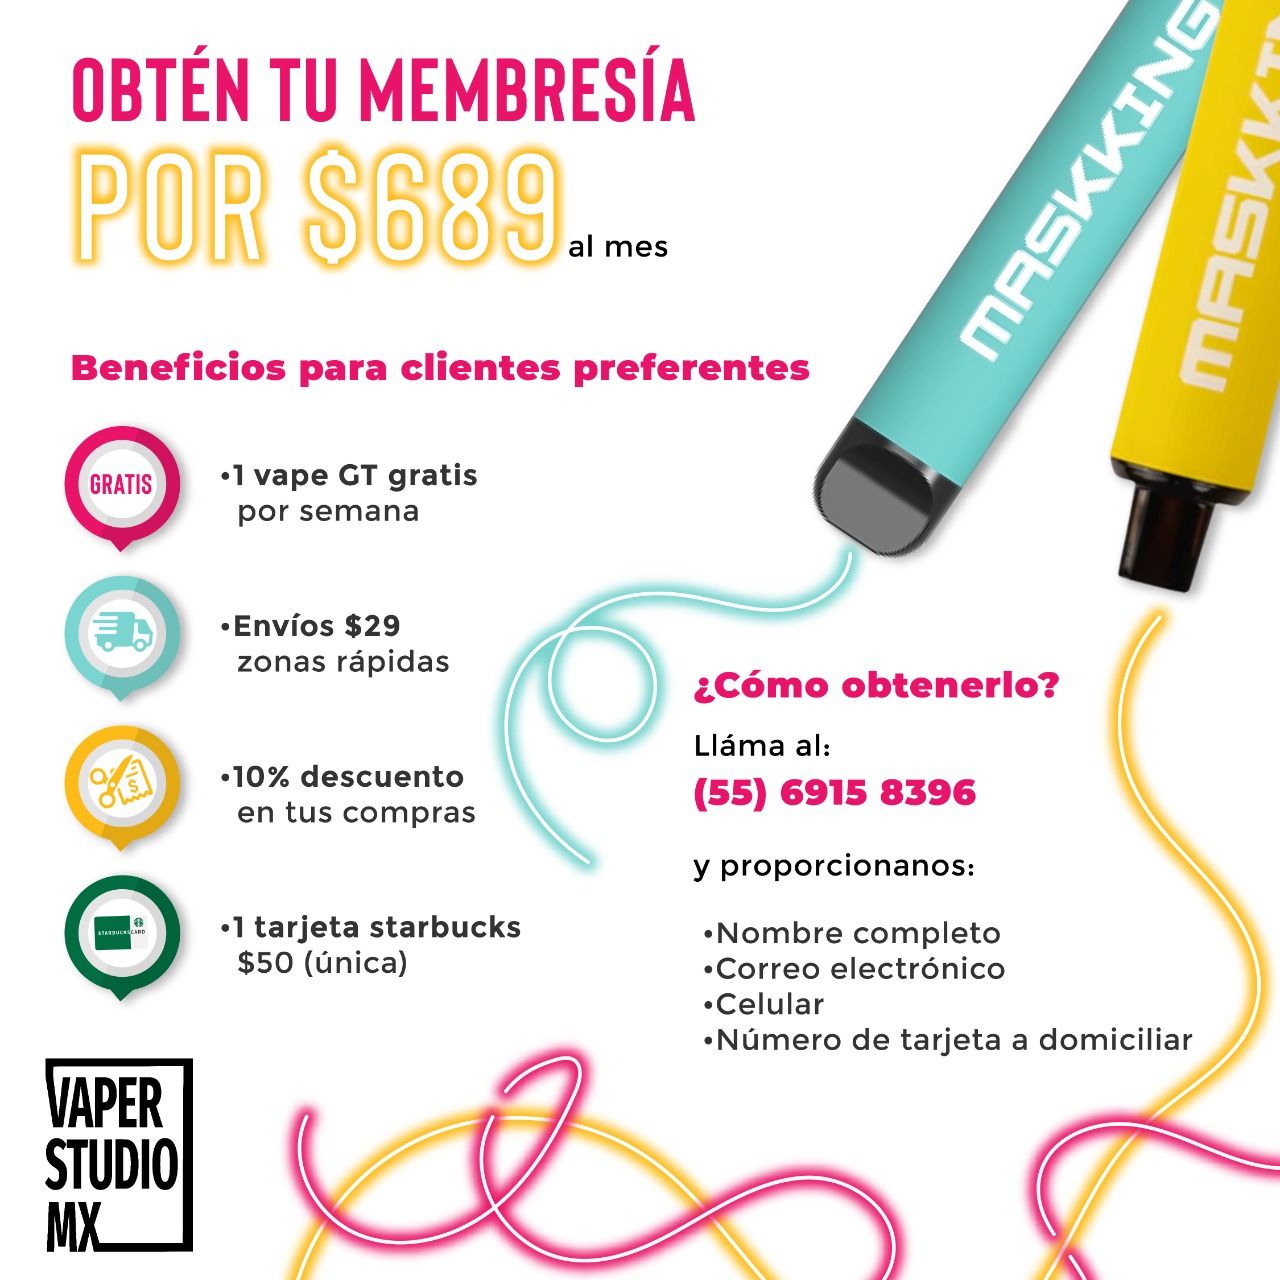 OBTÉN TU MEMBRESÍA
POR $689 al mes
MASKKING
MASKKI
Beneficios para clientes preferentes
GRATIS
•1 vape GT gratis
por semana
•Envíos $29
zonas rápidas
$
•10% descuento
en tus compras
STARBUCKS CARD
•1 tarjeta starbucks
$50 (única)
¿Cómo obtenerlo?
Lláma al:
(55) 6915 8396
y proporcionanos:
•Nombre completo
•Correo electrónico
•Celular
•Número de tarjeta a domiciliar
VAPER
STUDIO
MX